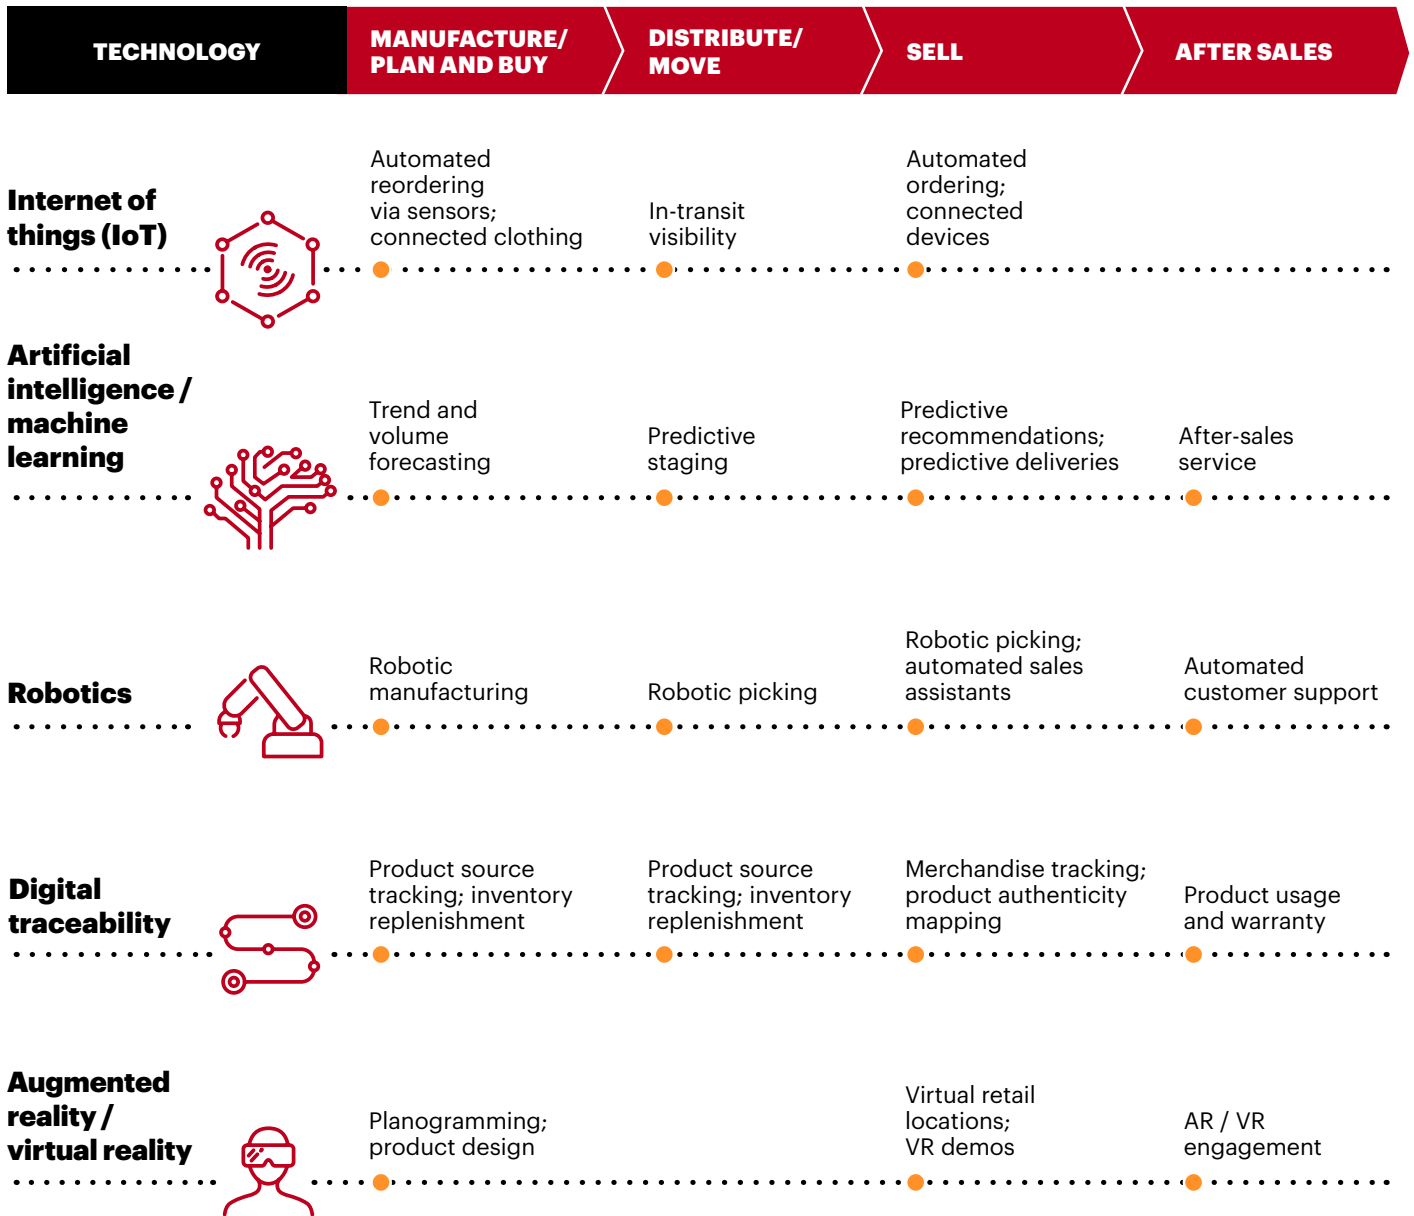 TECHNOLOGY
MANUFACTURE/
PLAN AND BUY
DISTRIBUTE/
MOVE
SELL
AFTER SALES
Internet of
things (IoT)
Automated
reordering
via sensors;
connected clothing
In-transit
visibility
Automated
ordering;
connected
devices
Artificial
intelligence /
machine
learning
Trend and
volume
forecasting
Predictive
staging
Predictive
recommendations;
predictive deliveries
After-sales
service
Robotics
Robotic
manufacturing
Robotic picking
Robotic picking;
automated sales
assistants
Automated
customer support
Digital
traceability
Product source
tracking; inventory
replenishment
Product source
tracking; inventory
replenishment
Merchandise tracking;
product authenticity
mapping
Product usage
and warranty
Augmented
reality /
virtual reality
Planogramming;
product design
Virtual retail
locations;
VR demos
AR / VR
engagement